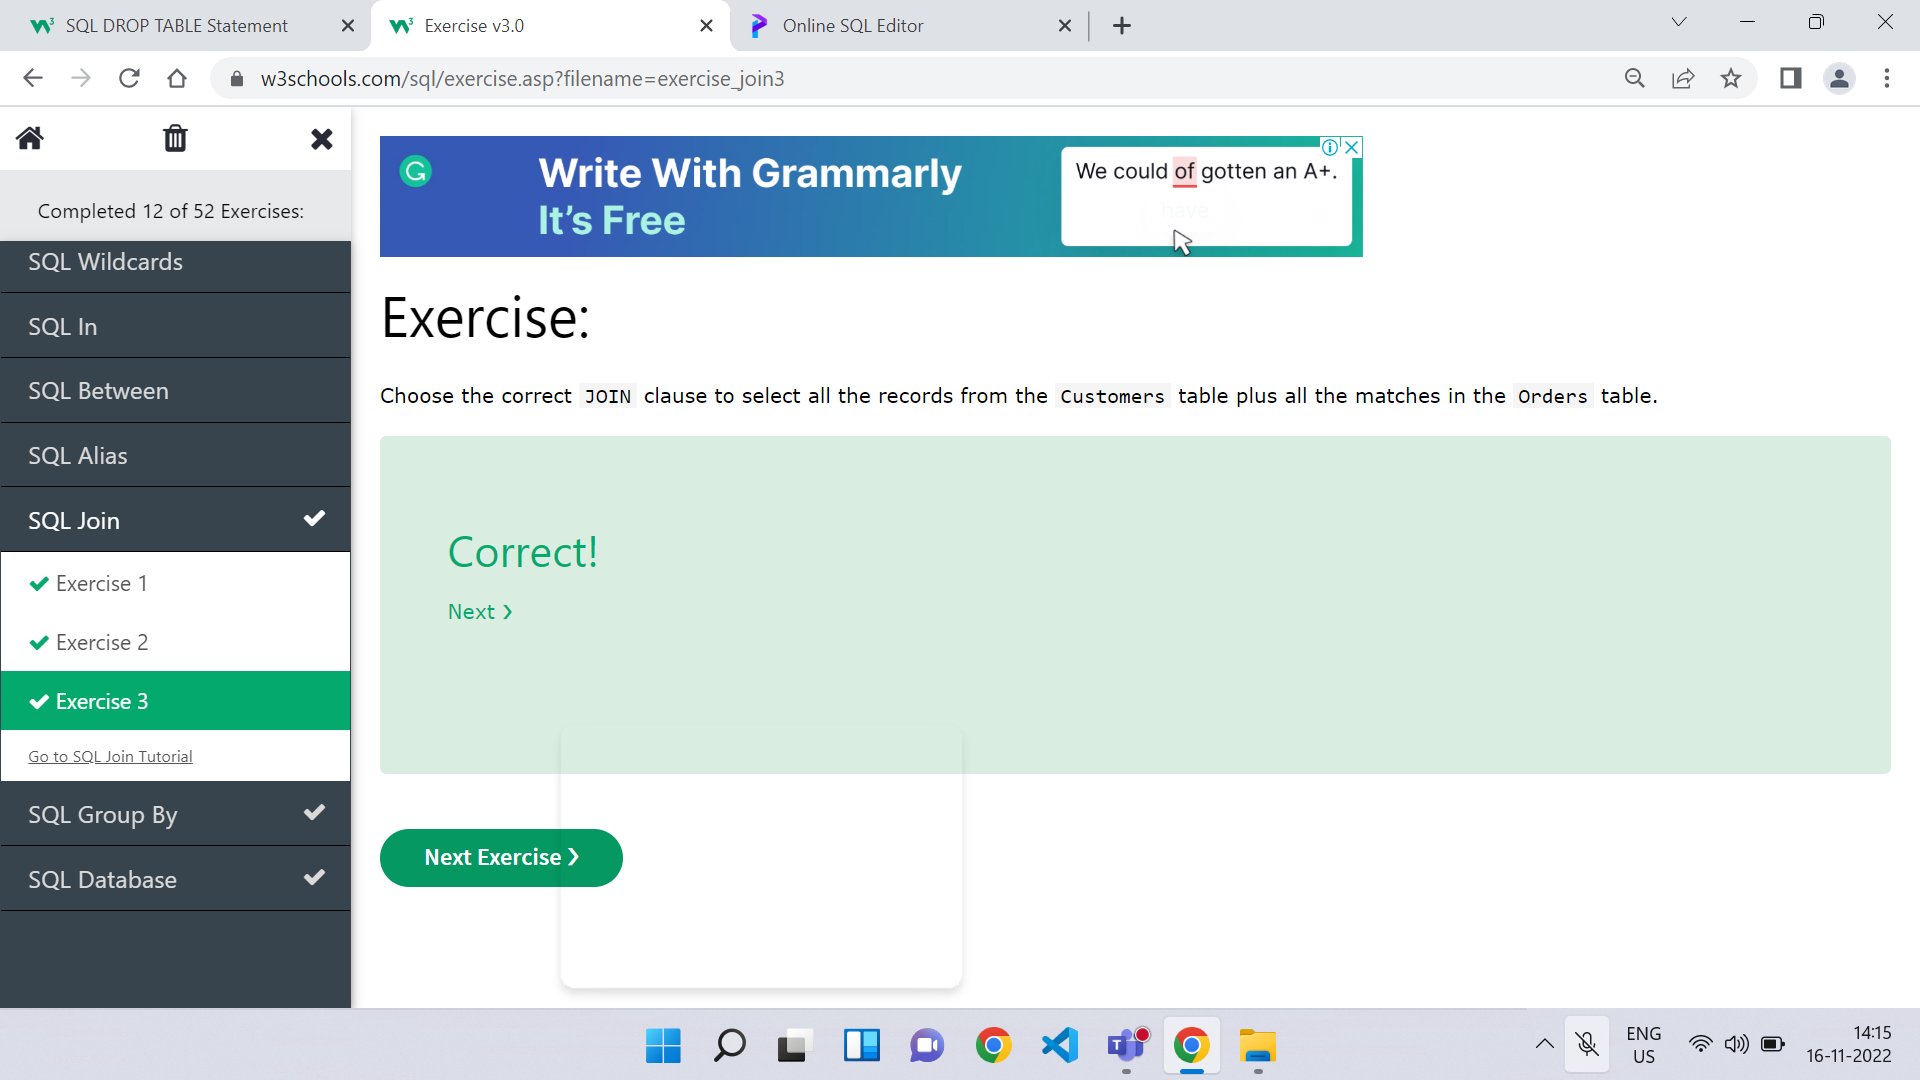 SQL DROP TABLE Statement
Exercise v3.0
Online SQL Editor
w3schools.com/sql/exercise.asp?filename=exercise_join3
Completed 12 of 52 Exercises:
SQL Wildcards
SQL In
SQL Between
SQL Alias
SQL Join
Exercise 1
Exercise 2
Exercise 3
Go to SQL Join Tutorial
SQL Group By
SQL Database
Write With Grammarly
It's Free
We could of gotten an A+.
have
Exercise:
Choose the correct JOIN clause to select all the records from the Customers table plus all the matches in the Orders table.
Correct!
Next ❯
Next Exercise ❯
ENG
US
14:15
16-11-2022